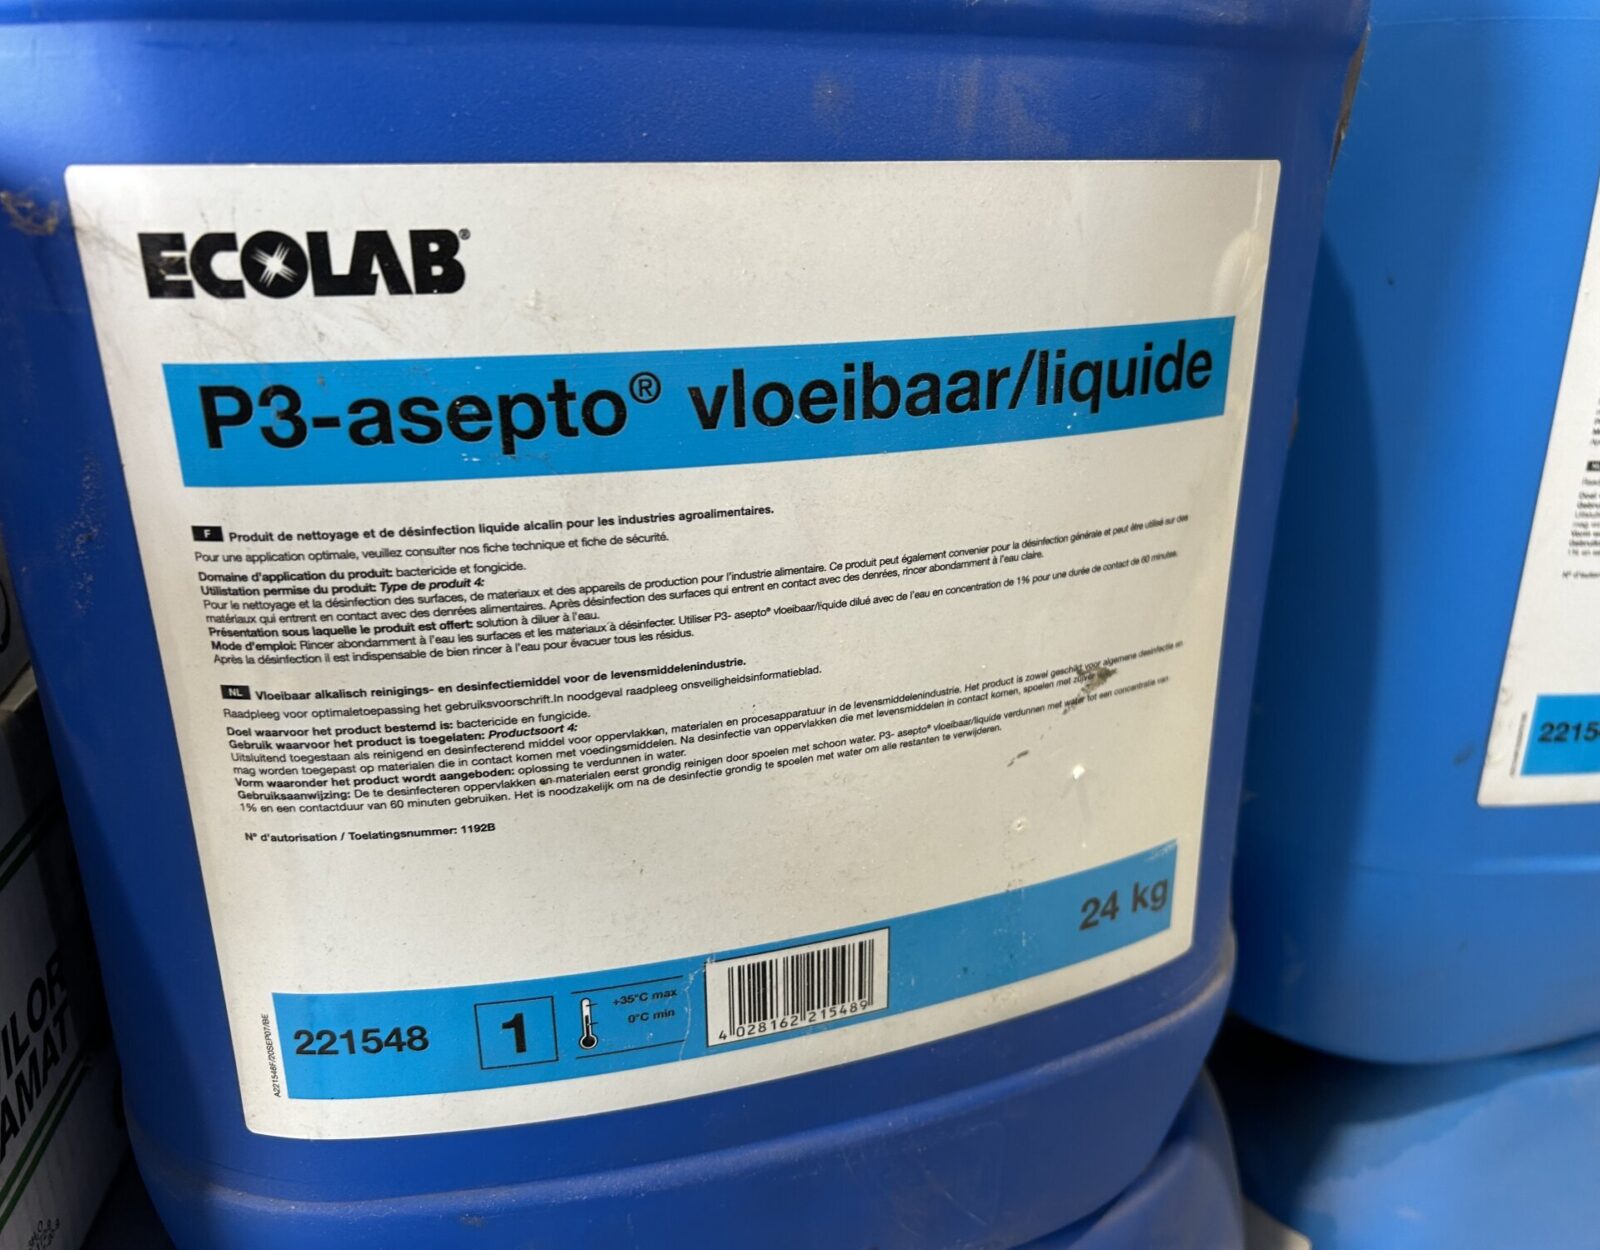 ECOLAB®
P3-asepto® vloeibaar/liquide
F Produit de nettoyage et de désinfection liquide alcalin pour les industries agroalimentaires.
Pour une application optimale, veuillez consulter nos fiche technique et fiche de sécurité.
Domaine d'application du produit: bactericide et fongicide.
Utilistation permise du produit: Type de produit 4:
Pour le nettoyage et la désinfection des surfaces, de materiaux et des appareils de production pour l'industrie alimentaire. Ce produit peut également convenier pour la désinfection générale et peut être utilisé sur des
matériaux qui entrent en contact avec des denrées alimentaires. Après désinfection des surfaces qui entrent en contact avec des denrées, rincer abondamment à l'eau claire.
Présentation sous laquelle le produit est offert: solution à diluer à l'eau.
Mode d'emploi: Rincer abondamment à l'eau les surfaces et les materiaux à désinfecter. Utiliser P3- asepto® vloeibaar/liquide dilué avec de l'eau en concentration de 1% pour une durée de contact de 60 minutes.
Après la désinfection il est indispensable de bien rincer à l'eau pour évacuer tous les résidus.
NL Vloeibaar alkalisch reinigings- en desinfectiemiddel voor de levensmiddelenindustrie.
Raadpleeg voor optimaletoepassing het gebruiksvoorschrift.In noodgeval raadpleeg onsveiligheidsinformatieblad.
Doel waarvoor het product bestemd is: bactericide en fungicide.
Gebruik waarvoor het product is toegelaten: Productsoort 4:
Uitsluitend toegestaan als reinigend en desinfecterend middel voor oppervlakken, materialen en procesapparatuur in de levensmiddelenindustrie. Het product is zowel geschikt voor algemene desinfectie en
mag worden toegepast op materialen die in contact komen met voedingsmiddelen. Na desinfectie van oppervlakken die met levensmiddelen in contact komen, spoelen met zuiver
Vorm waaronder het product wordt aangeboden: oplossing te verdunnen in water.
Gebruiksaanwijzing: De te desinfecteren oppervlakken en materialen eerst grondig reinigen door spoelen met schoon water. P3- asepto® vloeibaar/liquide verdunnen met water tot een concentratie van
1% en een contactduur van 60 minuten gebruiken. Het is noodzakelijk om na de desinfectie grondig te spoelen met water om alle restanten te verwijderen.
N° d'autorisation / Toelatingsnummer: 1192B
24 kg
221548
1
+35°C max
0°C min
4 028162 215489
A221548F/20SEP07/BE
2215